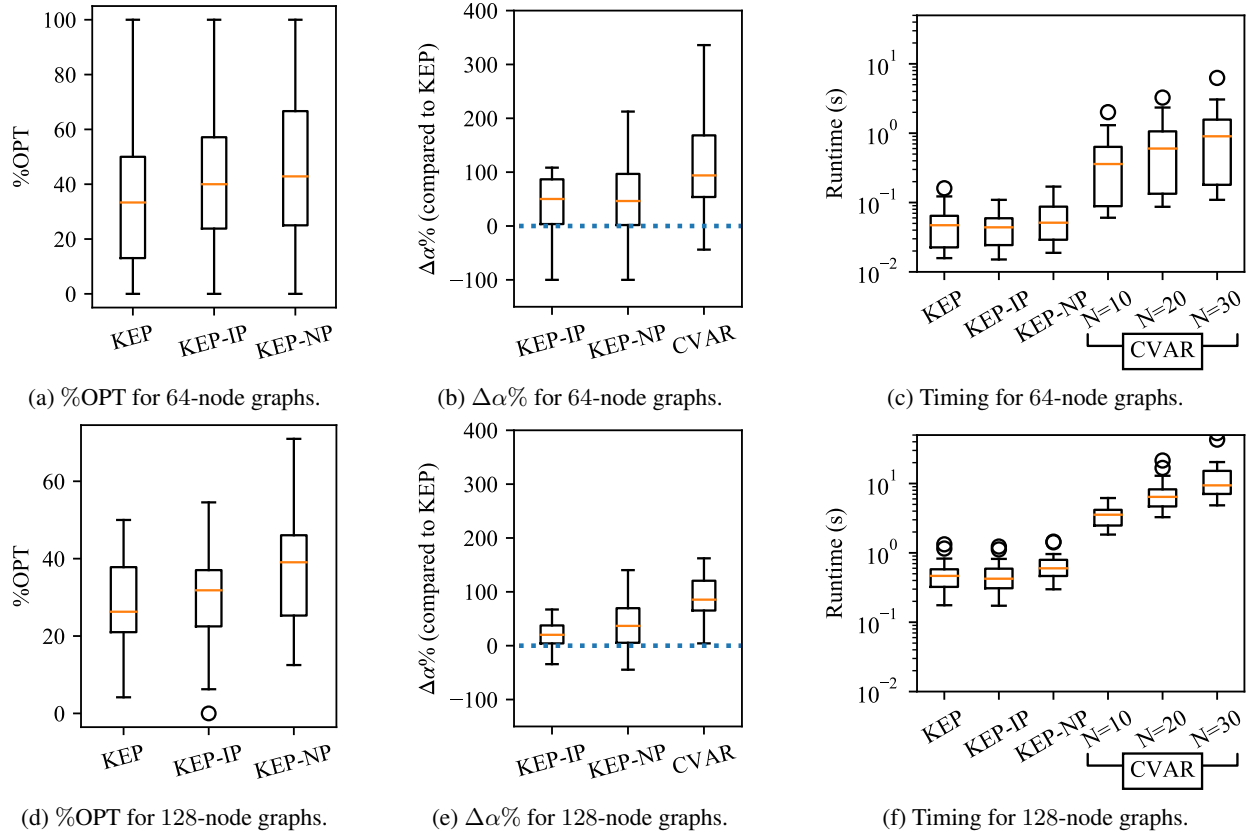 100
80
60
40
20
0
%OPT
KEP
KEP-IP
KEP-NP
(a) %OPT for 64-node graphs.
400
300
200
100
0
−100
Δα% (compared to KEP)
KEP-IP
KEP-NP
CVAR
(b) Δα% for 64-node graphs.
10^1
10^0
10^−1
10^−2
Runtime (s)
KEP
KEP-IP
KEP-NP
N=10
N=20
N=30
CVAR
(c) Timing for 64-node graphs.
60
40
20
0
%OPT
KEP
KEP-IP
KEP-NP
(d) %OPT for 128-node graphs.
400
300
200
100
0
−100
Δα% (compared to KEP)
KEP-IP
KEP-NP
CVAR
(e) Δα% for 128-node graphs.
10^1
10^0
10^−1
10^−2
Runtime (s)
KEP
KEP-IP
KEP-NP
N=10
N=20
N=30
CVAR
(f) Timing for 128-node graphs.